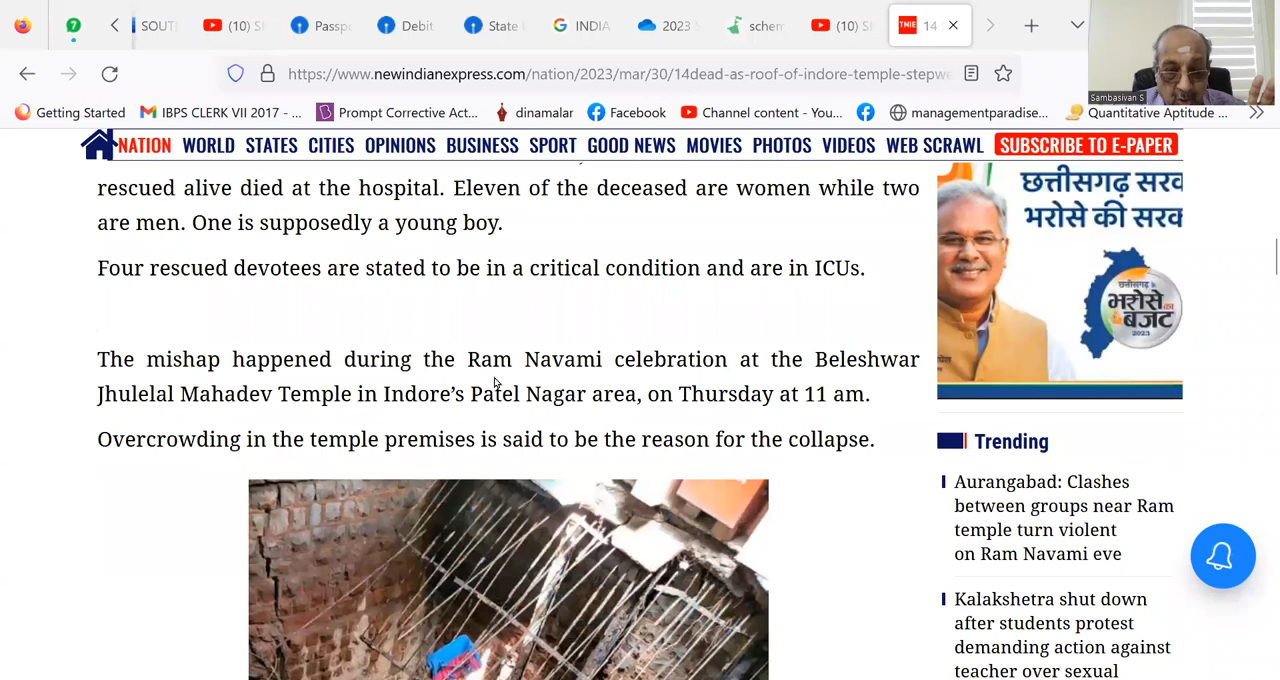 SOUT
(10) S
Passp
Debit
State
INDIA
2023
schem
(10) S
TNIE 14
https://www.newindianexpress.com/nation/2023/mar/30/14dead-as-roof-of-indore-temple-stepwe
Sambasivan S
Getting Started
IBPS CLERK VII 2017 - ...
Prompt Corrective Act...
dinamalar
Facebook
Channel content - You...
managementparadise...
Quantitative Aptitude ...
NATION WORLD STATES CITIES OPINIONS BUSINESS SPORT GOOD NEWS MOVIES PHOTOS VIDEOS WEB SCRAWL SUBSCRIBE TO E-PAPER
rescued alive died at the hospital. Eleven of the deceased are women while two
are men. One is supposedly a young boy.
Four rescued devotees are stated to be in a critical condition and are in ICUs.
The mishap happened during the Ram Navami celebration at the Beleshwar
Jhulelal Mahadev Temple in Indore’s Patel Nagar area, on Thursday at 11 am.
Overcrowding in the temple premises is said to be the reason for the collapse.
छत्तीसगढ़ सरक
भरोसे की सरक
भरोसे का
बजट
2023
Trending
Aurangabad: Clashes
between groups near Ram
temple turn violent
on Ram Navami eve
Kalakshetra shut down
after students protest
demanding action against
teacher over sexual